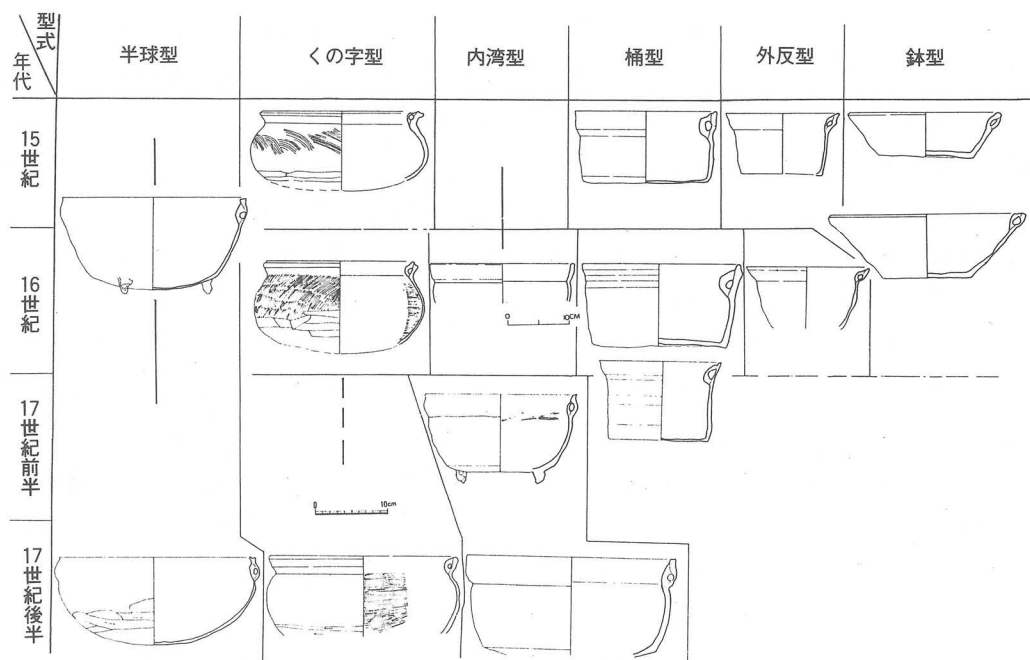 型式
年代
半球型
くの字型
内湾型
桶型
外反型
鉢型
15世紀
16世紀
0 10CM
17世紀前半
0 10cm
17世紀後半